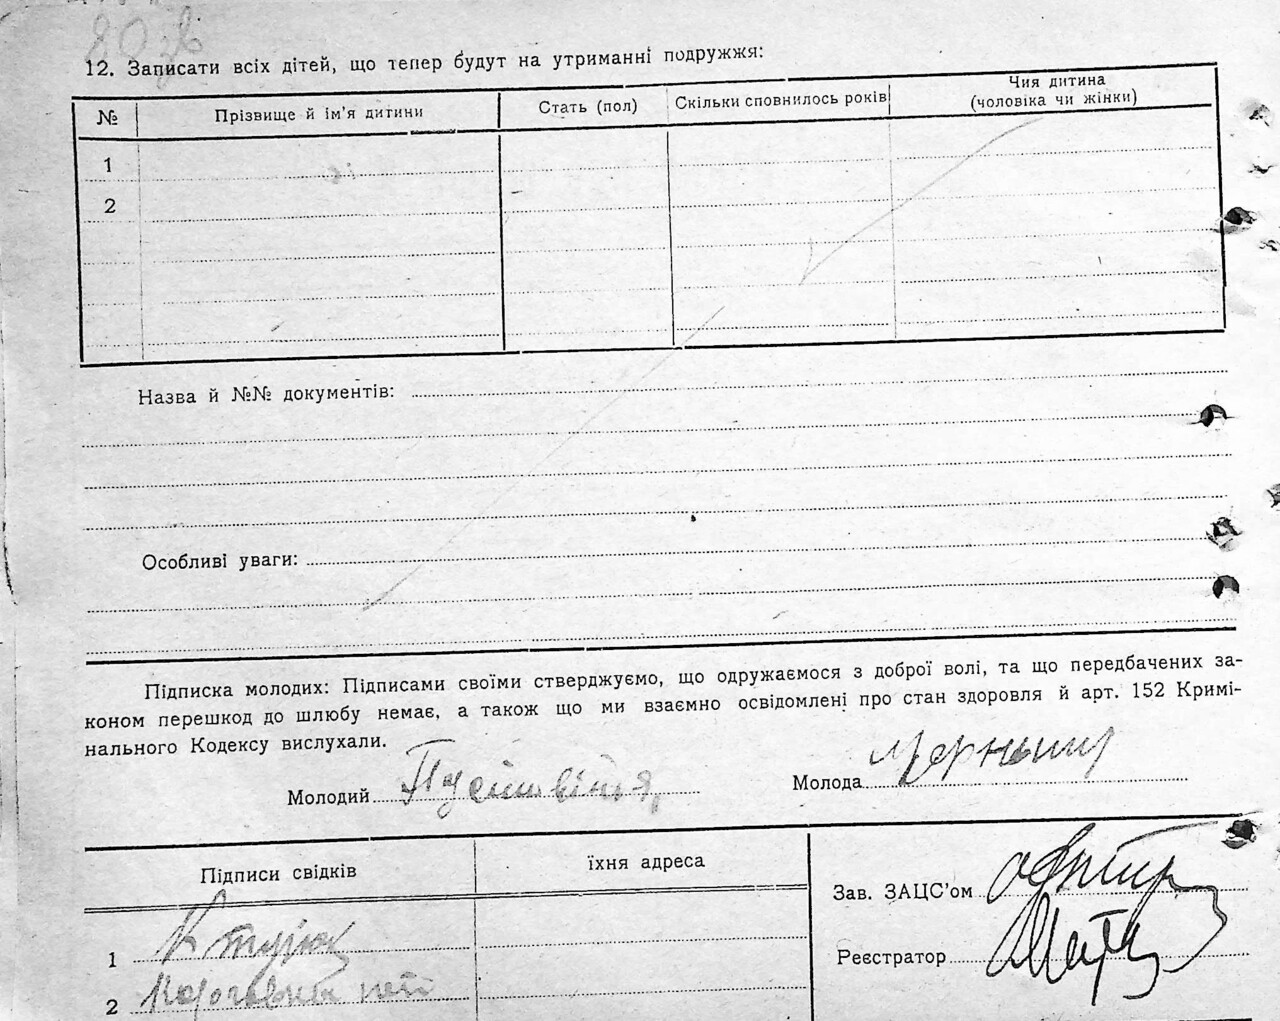 80 зв
12. Записати всіх дітей, що тепер будут на утриманні подружжя:
№ Прізвище й ім’я дитини Стать (пол) Скільки сповнилось років Чия дитина
(чоловіка чи жінки)
1
2
Назва й №№ документів:
Особливі уваги:
Підписка молодих: Підписами своїми стверджуємо, що одружаємося з доброї волі, та що передбачених за-
коном перешкод до шлюбу немає, а також що ми взаємно освідомлені про стан здоровля й арт. 152 Кримі-
нального Кодексу вислухали.
Молодий Молода
Підписи свідків їхня адреса
Зав. ЗАЦС’ом
1
Реєстратор
2